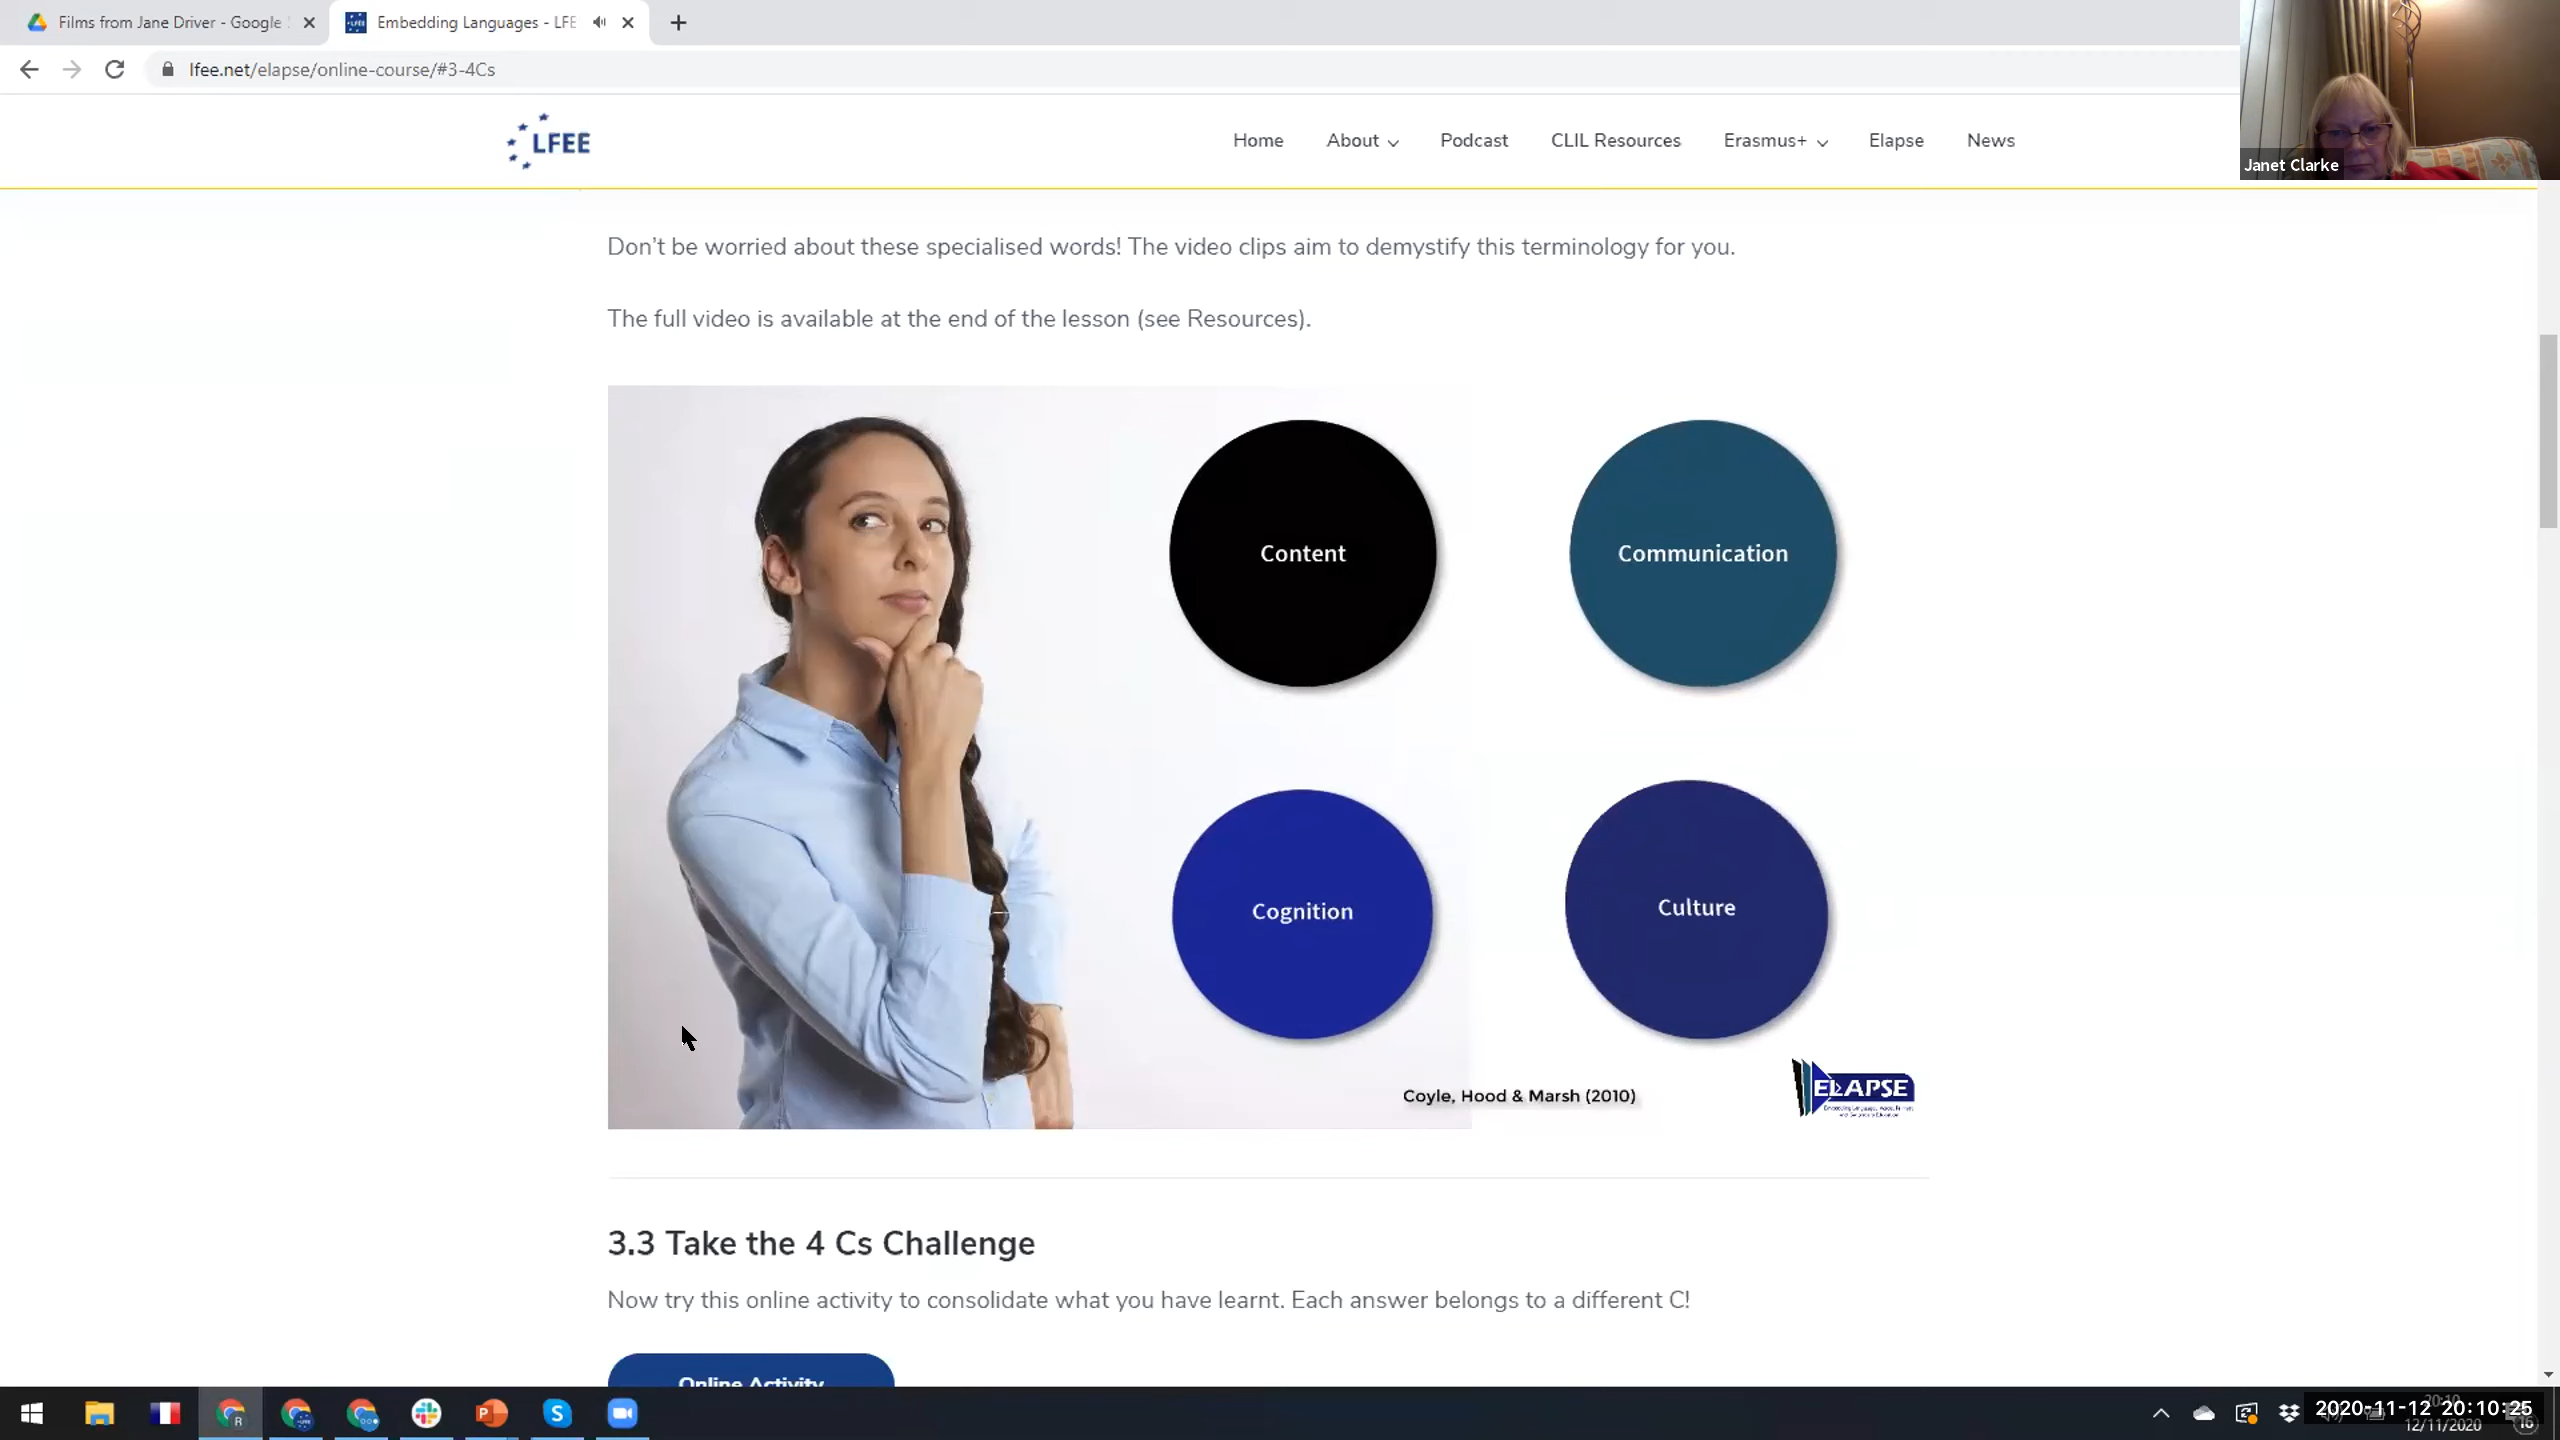 Films from Jane Driver - Google
Embedding Languages - LFE
lfee.net/elapse/online-course/#3-4Cs
LFEE
Home
About
Podcast
CLIL Resources
Erasmus+
Elapse
News
Janet Clarke
Don't be worried about these specialised words! The video clips aim to demystify this terminology for you.
The full video is available at the end of the lesson (see Resources).
Content
Communication
Cognition
Culture
Coyle, Hood & Marsh (2010)
ELAPSE
3.3 Take the 4 Cs Challenge
Now try this online activity to consolidate what you have learnt. Each answer belongs to a different C!
Online Activity
2020-11-12 20:10:25
12/11/2020